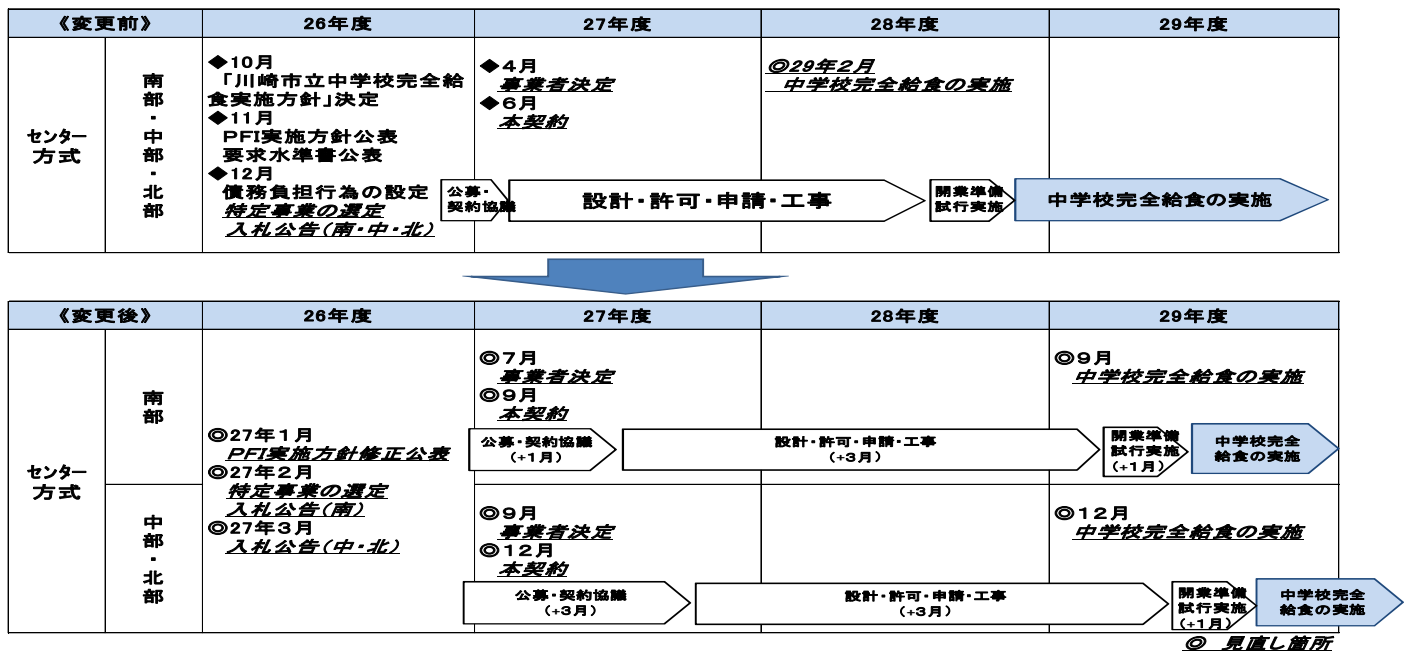 《変更前》
26年度
27年度
28年度
29年度
センター
方式
南
部
・
中
部
・
北
部
◆10月
「川崎市立中学校完全給
食実施方針」決定
◆11月
PFI実施方針公表
要求水準書公表
◆12月
債務負担行為の設定
特定事業の選定
入札公告(南・中・北)
◆4月
事業者決定
◆6月
本契約
◎29年2月
中学校完全給食の実施
公募・
契約協議
設計・許可・申請・工事
開業準備
試行実施
中学校完全給食の実施
《変更後》
26年度
27年度
28年度
29年度
センター
方式
南
部
中
部
・
北
部
◎27年1月
PFI実施方針修正公表
◎27年2月
特定事業の選定
入札公告(南)
◎27年3月
入札公告(中・北)
◎7月
事業者決定
◎9月
本契約
◎9月
中学校完全給食の実施
公募・契約協議
(+1月)
設計・許可・申請・工事
(+3月)
開業準備
試行実施
(+1月)
中学校完全
給食の実施
◎9月
事業者決定
◎12月
本契約
◎12月
中学校完全給食の実施
公募・契約協議
(+3月)
設計・許可・申請・工事
(+3月)
開業準備
試行実施
(+1月)
中学校完全
給食の実施
◎ 見直し箇所